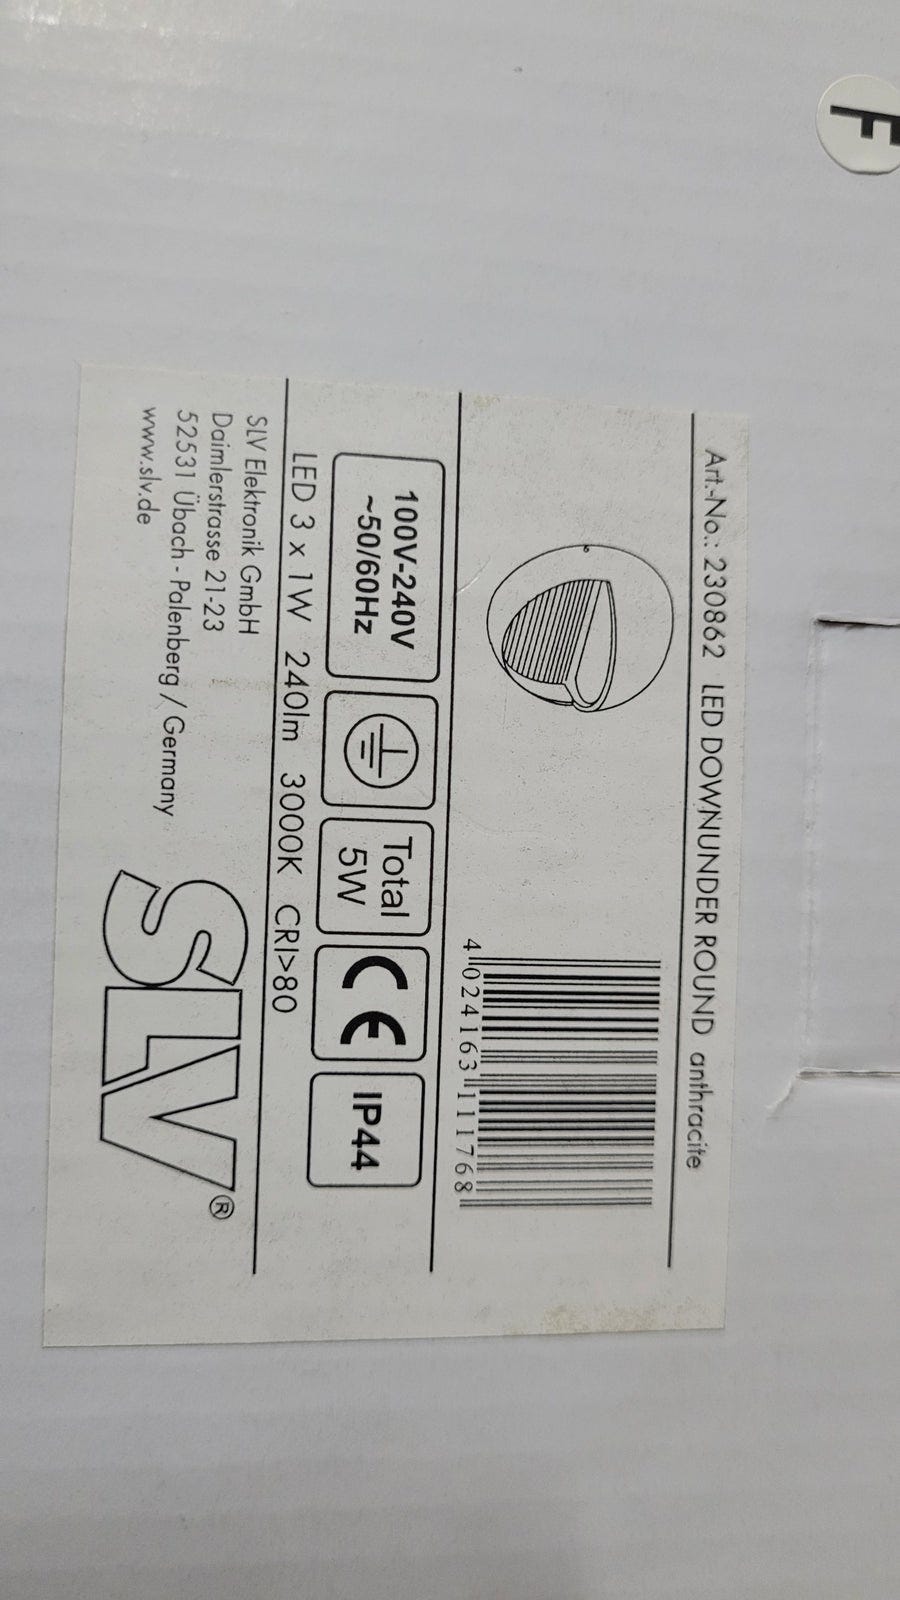 F
Art.-No.: 230862 LED DOWNUNDER ROUND anthracite
4 024163 111768
100V-240V
~50/60Hz
Total
5W
CE
IP44
LED 3 x 1W 240lm 3000K CRI>80
SLV Elektronik GmbH
Daimlerstrasse 21-23
52531 Übach - Palenberg / Germany
www.slv.de
SLV®